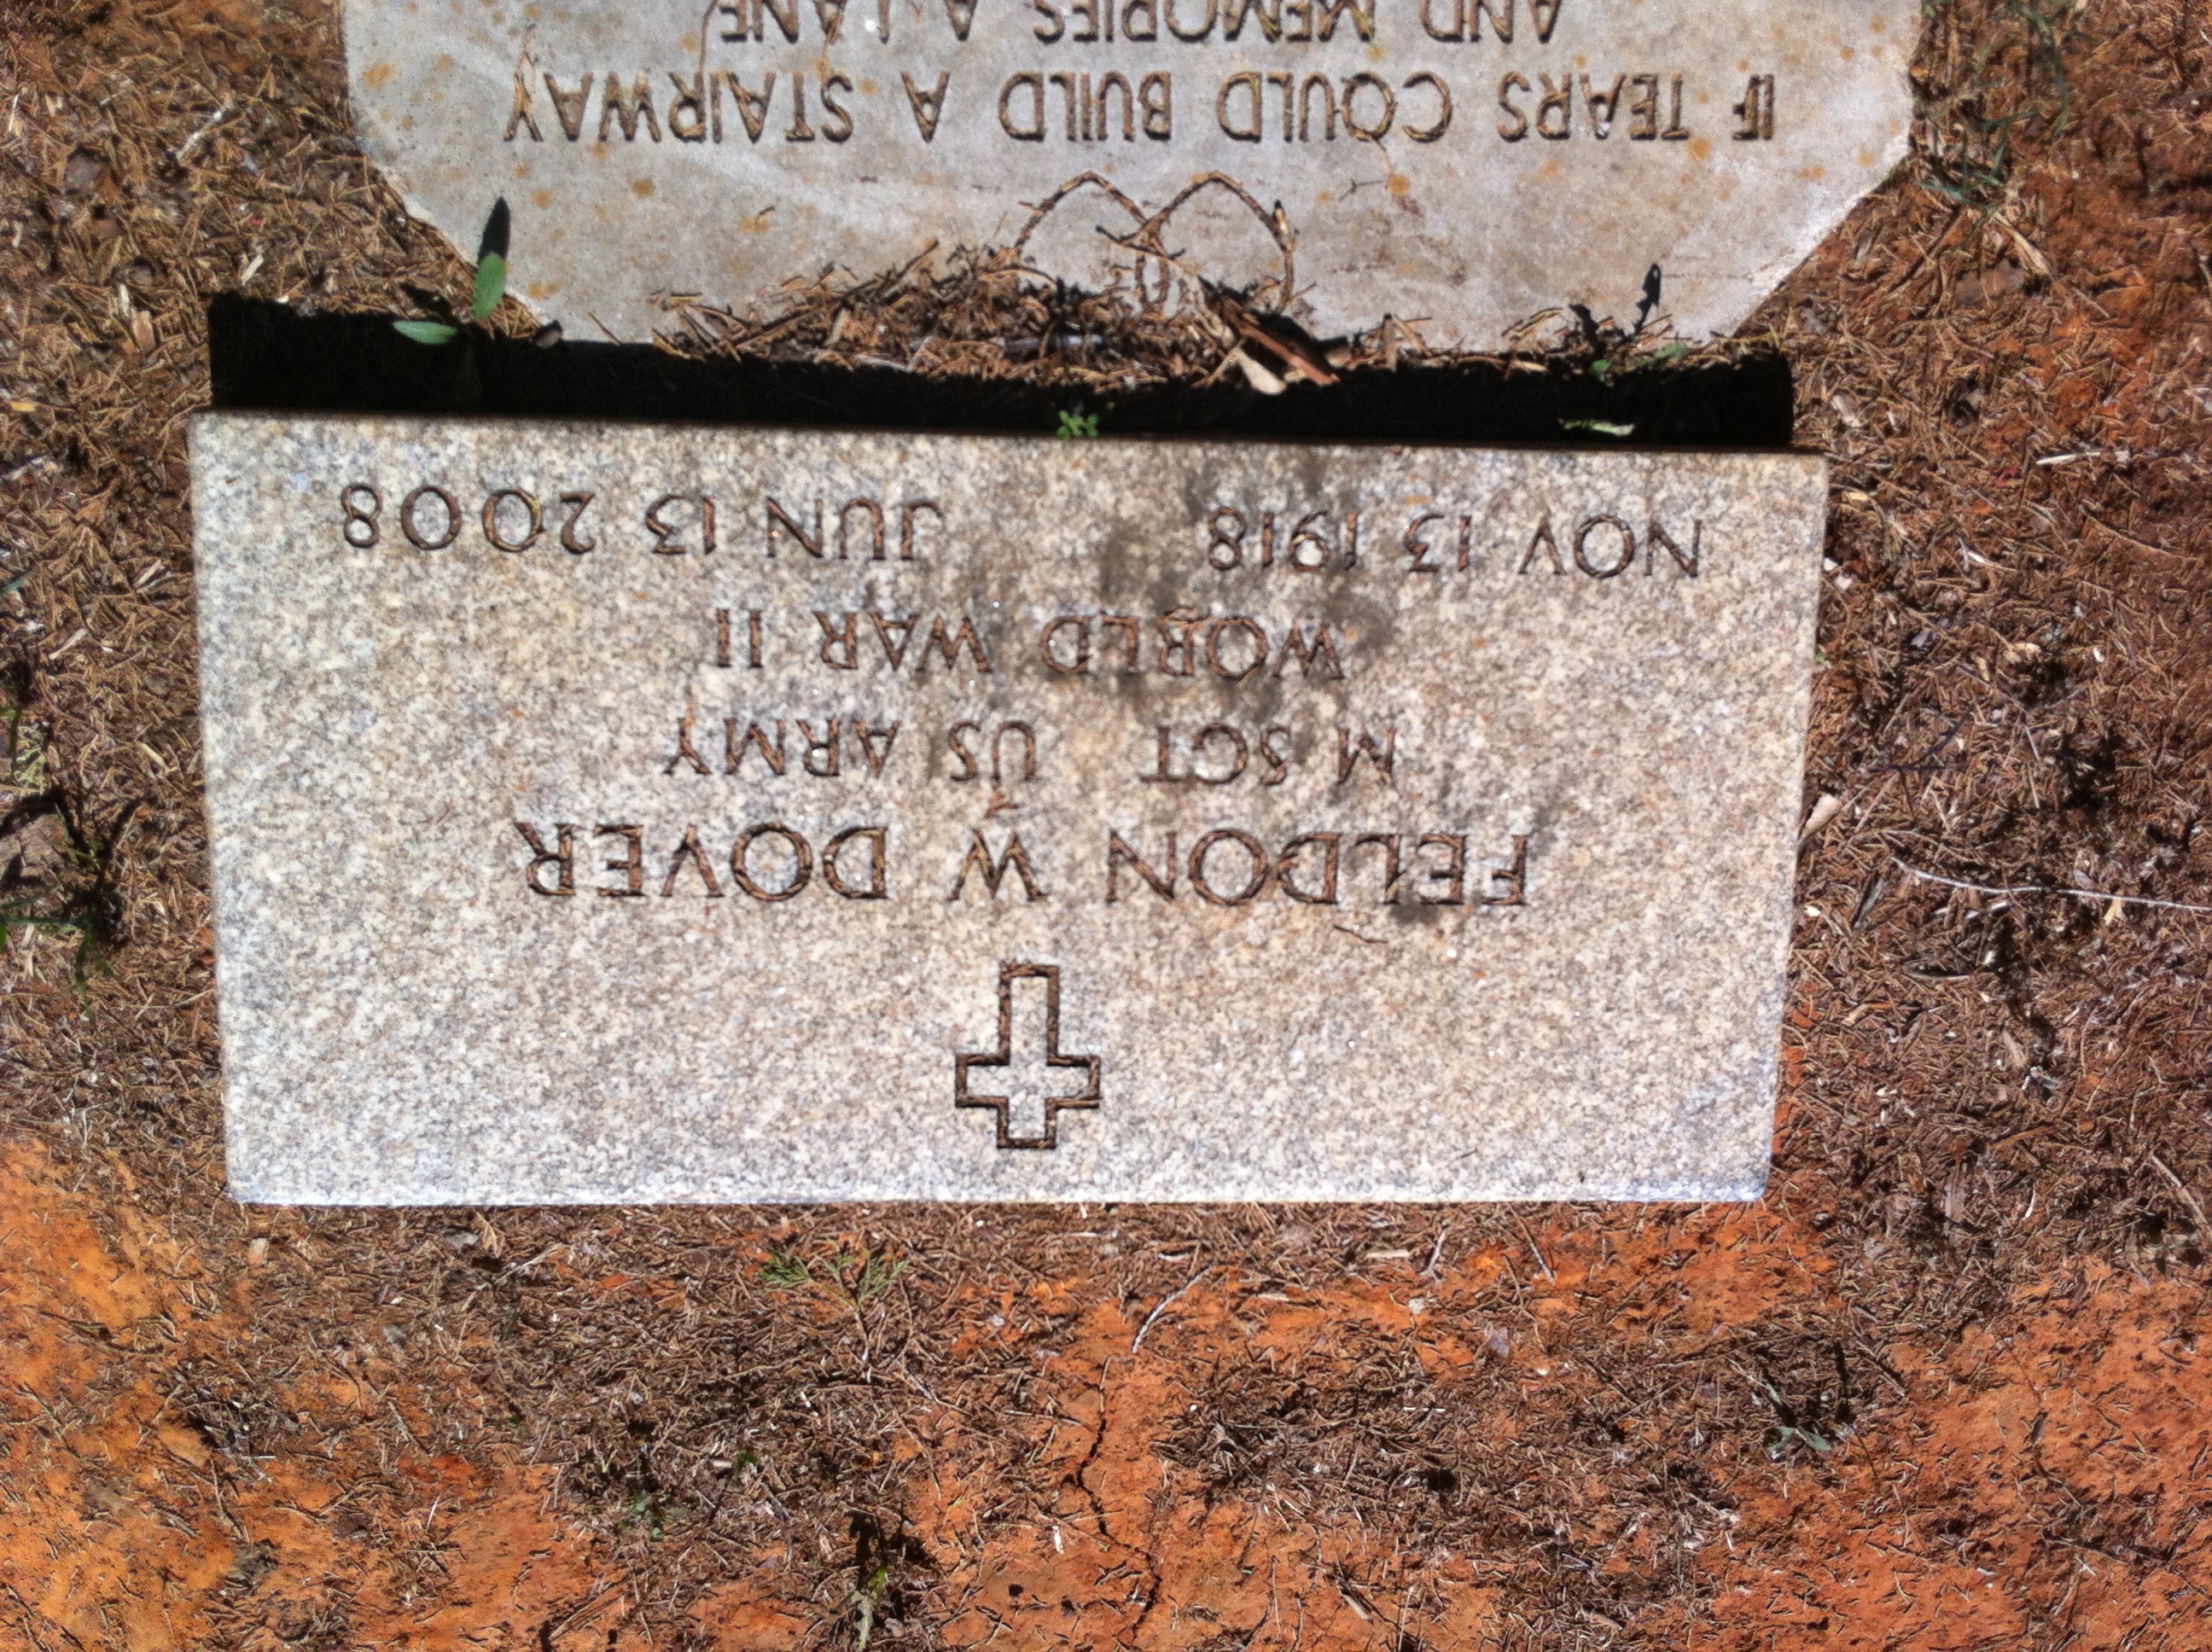 FELDON W DOVER
M SGT US ARMY
WORLD WAR II
NOV 13 1918 JUN 13 2008
IF TEARS COULD BUILD A STAIRWAY
AND MEMORIES A LANE